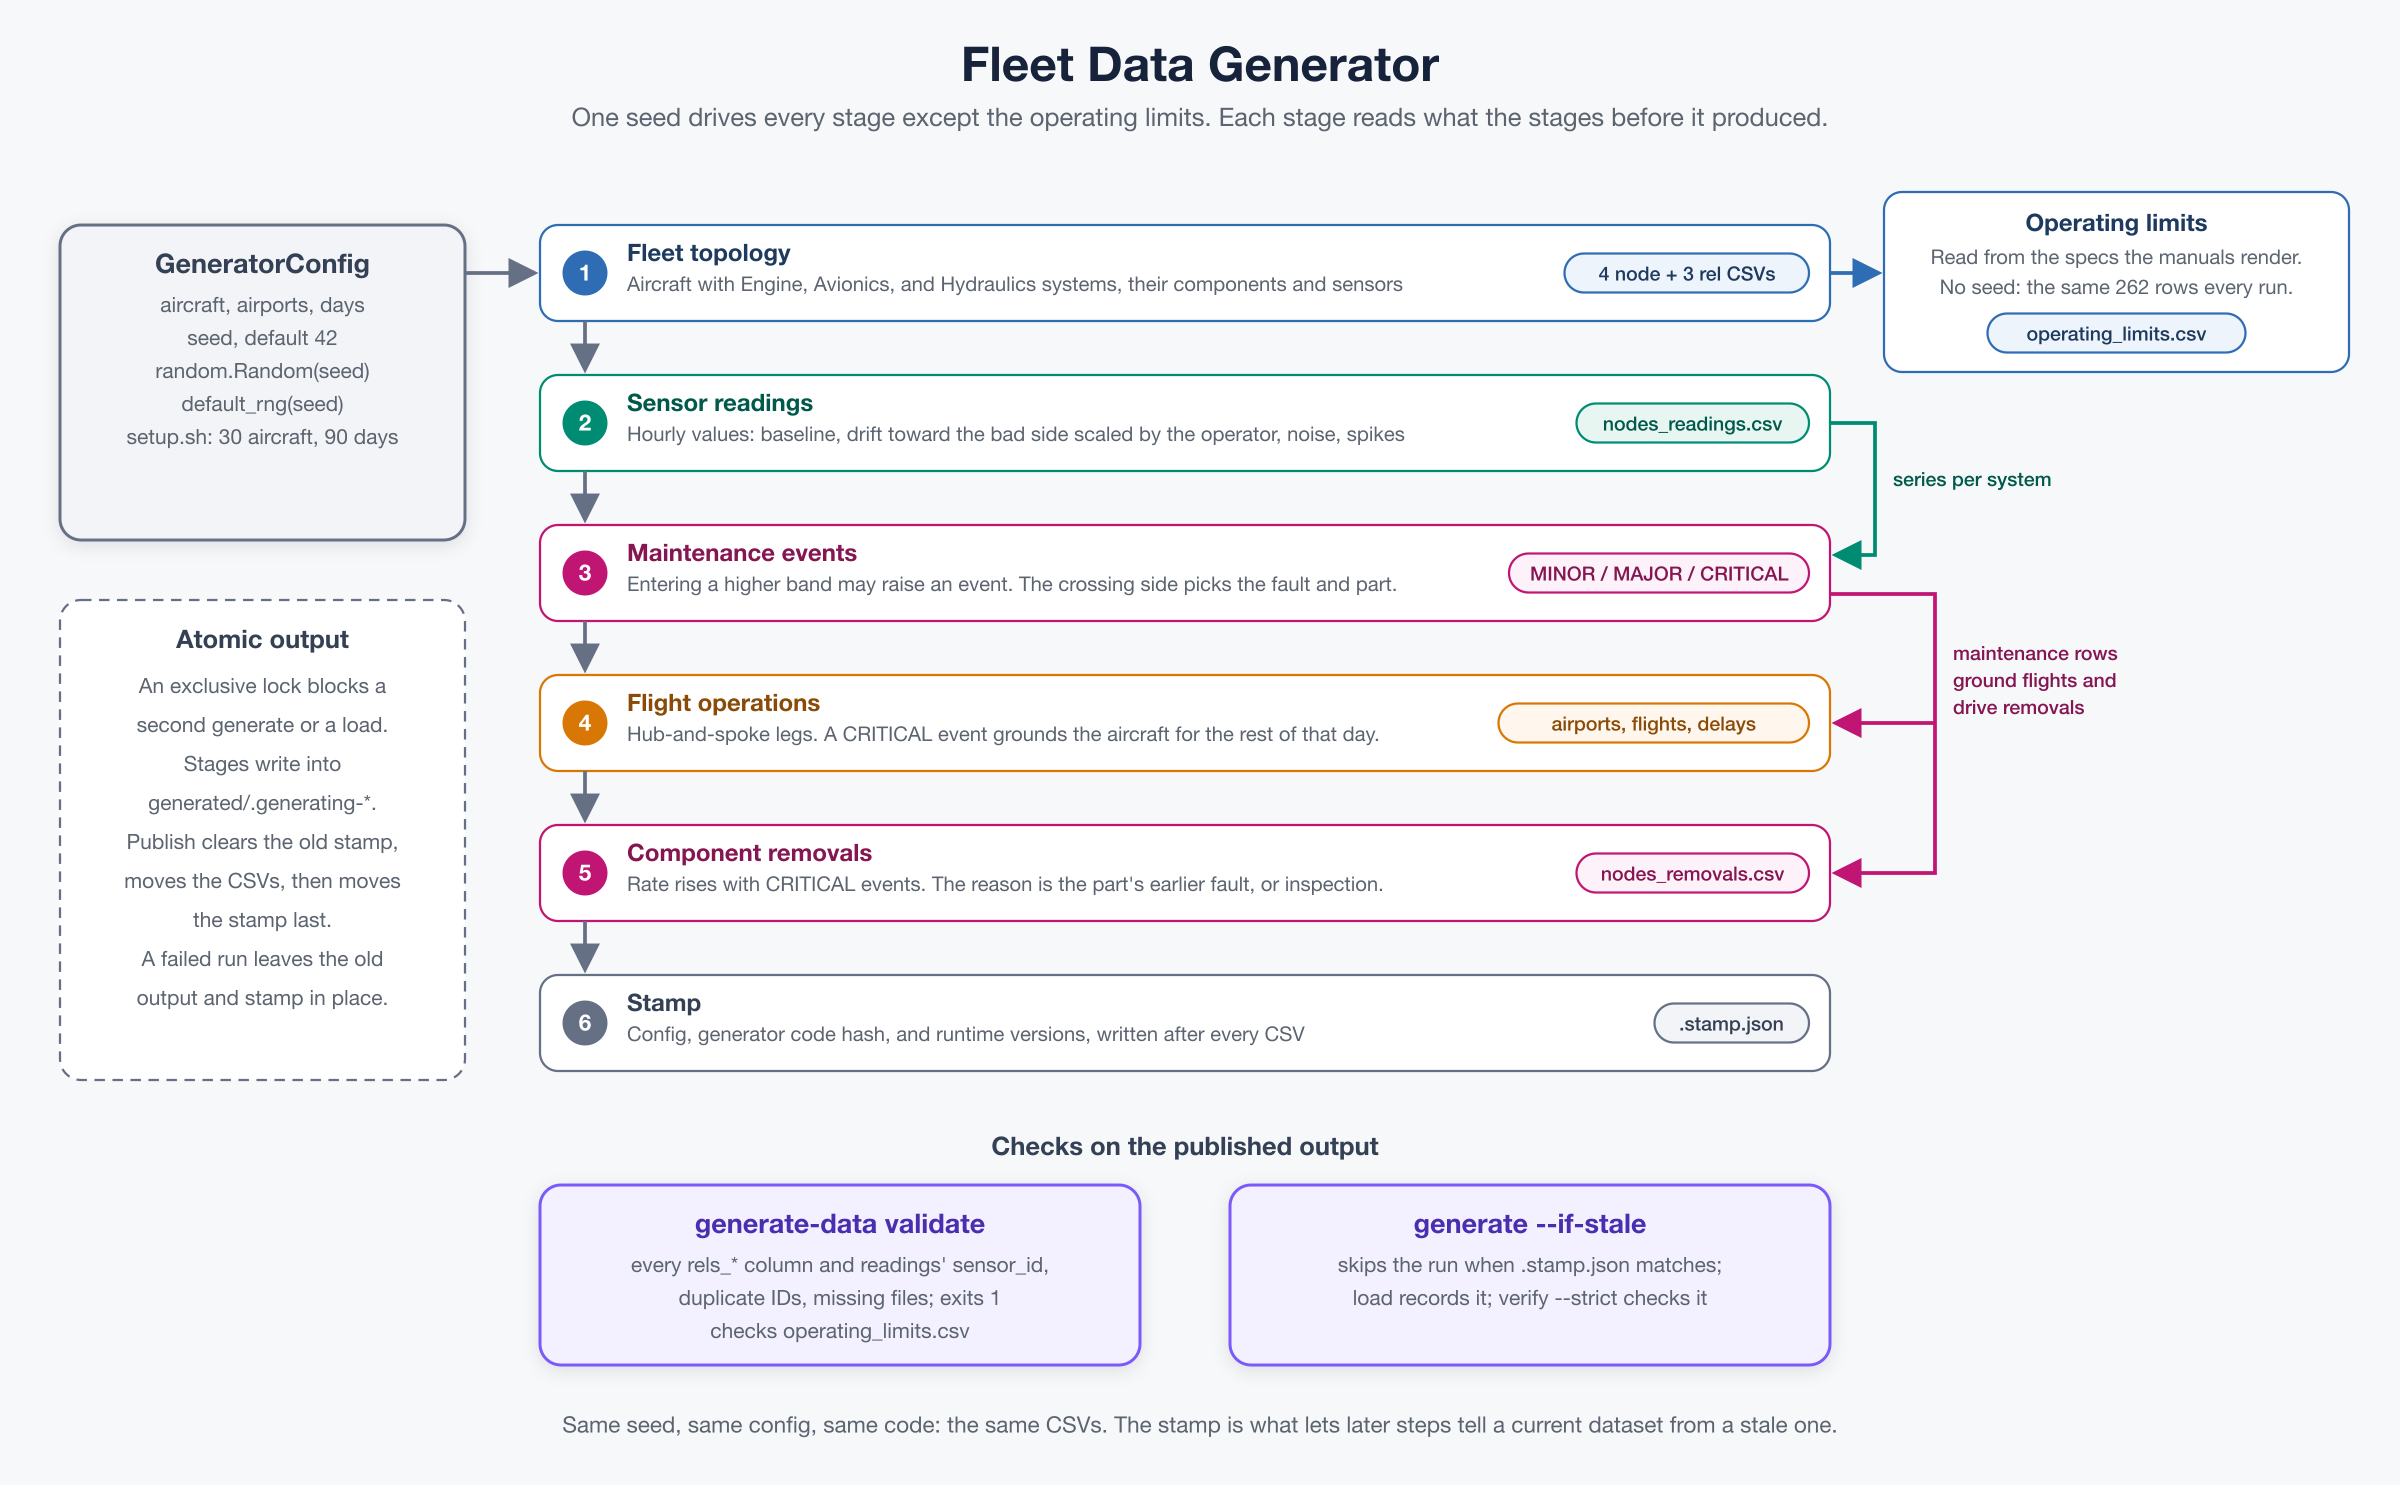 Fleet Data Generator
One seed drives every stage except the operating limits. Each stage reads what the stages before it produced.
GeneratorConfig
aircraft, airports, days
seed, default 42
random.Random(seed)
default_rng(seed)
setup.sh: 30 aircraft, 90 days
Atomic output
An exclusive lock blocks a
second generate or a load.
Stages write into
generated/.generating-*.
Publish clears the old stamp,
moves the CSVs, then moves
the stamp last.
A failed run leaves the old
output and stamp in place.
1
Fleet topology
Aircraft with Engine, Avionics, and Hydraulics systems, their components and sensors
4 node + 3 rel CSVs
Operating limits
Read from the specs the manuals render.
No seed: the same 262 rows every run.
operating_limits.csv
2
Sensor readings
Hourly values: baseline, drift toward the bad side scaled by the operator, noise, spikes
nodes_readings.csv
series per system
3
Maintenance events
Entering a higher band may raise an event. The crossing side picks the fault and part.
MINOR / MAJOR / CRITICAL
maintenance rows
ground flights and
drive removals
4
Flight operations
Hub-and-spoke legs. A CRITICAL event grounds the aircraft for the rest of that day.
airports, flights, delays
5
Component removals
Rate rises with CRITICAL events. The reason is the part's earlier fault, or inspection.
nodes_removals.csv
6
Stamp
Config, generator code hash, and runtime versions, written after every CSV
.stamp.json
Checks on the published output
generate-data validate
every rels_* column and readings' sensor_id,
duplicate IDs, missing files; exits 1
checks operating_limits.csv
generate --if-stale
skips the run when .stamp.json matches;
load records it; verify --strict checks it
Same seed, same config, same code: the same CSVs. The stamp is what lets later steps tell a current dataset from a stale one.